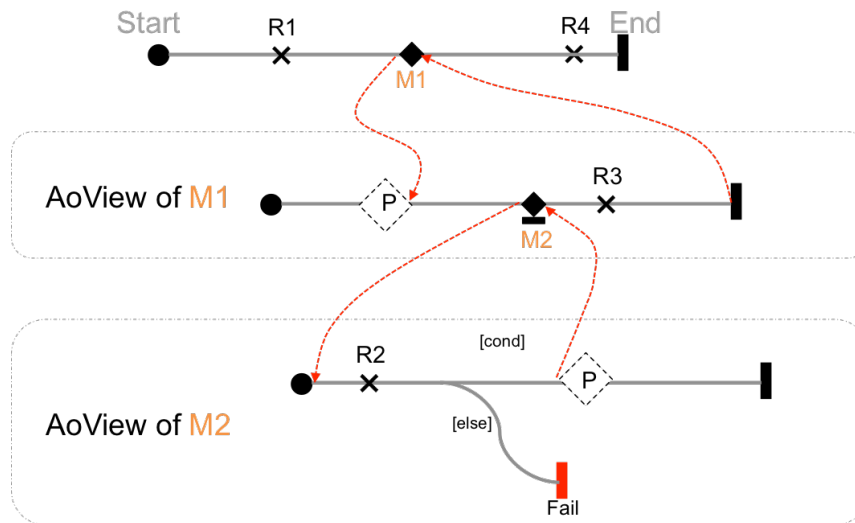 Start
R1
R4
End
M1
AoView of M1
P
M2
R3
[cond]
R2
P
AoView of M2
[else]
Fail